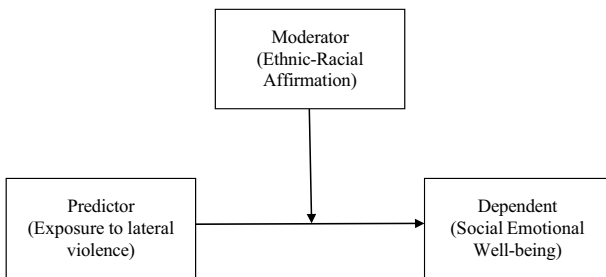 Moderator
(Ethnic-Racial
Affirmation)
Predictor
(Exposure to lateral
violence)
Dependent
(Social Emotional
Well-being)